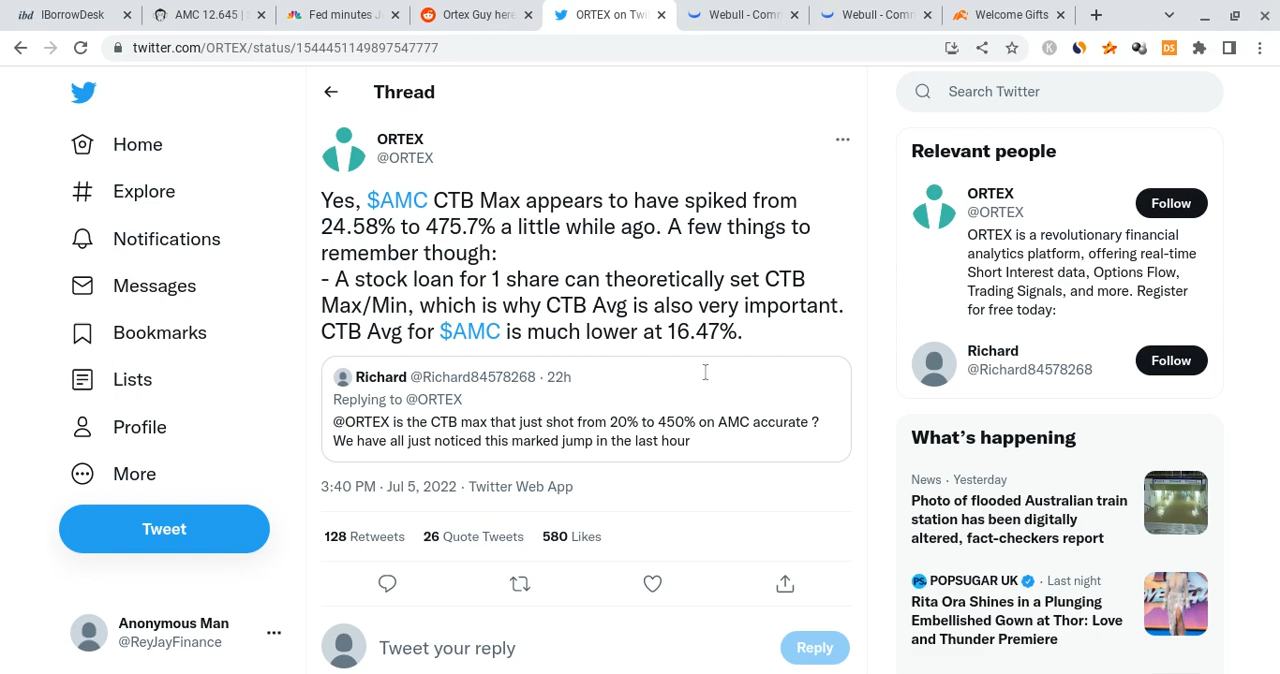 ibd IBorrowDesk
AMC 12.645 |
Fed minutes J
Ortex Guy here
ORTEX on Twi
Webull - Com
Webull - Com
Welcome Gifts
twitter.com/ORTEX/status/1544451149897547777
K
DS
Home
Explore
Notifications
Messages
Bookmarks
Lists
Profile
More
Tweet
Anonymous Man
@ReyJayFinance
Thread
ORTEX
@ORTEX
Yes, $AMC CTB Max appears to have spiked from
24.58% to 475.7% a little while ago. A few things to
remember though:
- A stock loan for 1 share can theoretically set CTB
Max/Min, which is why CTB Avg is also very important.
CTB Avg for $AMC is much lower at 16.47%.
Richard @Richard84578268 · 22h
Replying to @ORTEX
@ORTEX is the CTB max that just shot from 20% to 450% on AMC accurate ?
We have all just noticed this marked jump in the last hour
3:40 PM · Jul 5, 2022 · Twitter Web App
128 Retweets 26 Quote Tweets 580 Likes
Tweet your reply
Reply
Search Twitter
Relevant people
ORTEX
@ORTEX
Follow
ORTEX is a revolutionary financial
analytics platform, offering real-time
Short Interest data, Options Flow,
Trading Signals, and more. Register
for free today:
Richard
@Richard84578268
Follow
What's happening
News · Yesterday
Photo of flooded Australian train
station has been digitally
altered, fact-checkers report
PS POPSUGAR UK · Last night
Rita Ora Shines in a Plunging
Embellished Gown at Thor: Love
and Thunder Premiere